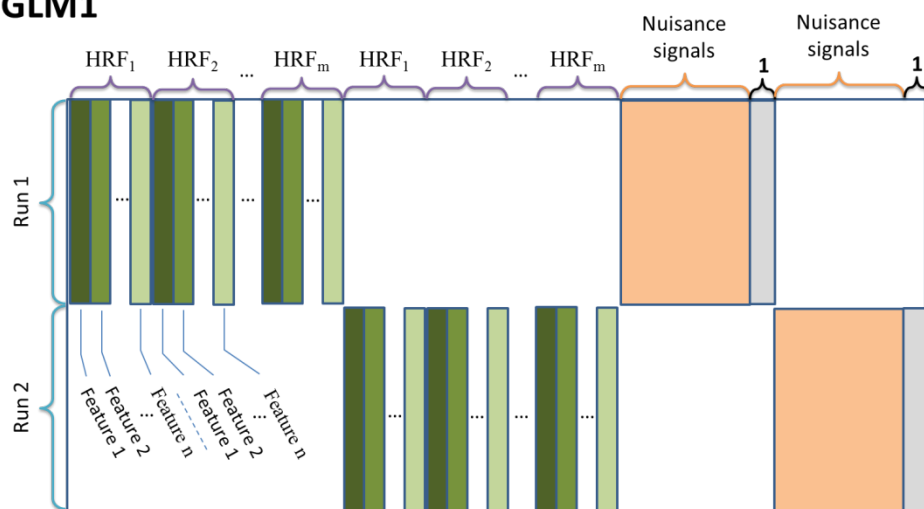 GLM1
Nuisance
signals
Nuisance
signals
HRF1 HRF2 ... HRFm HRF1 HRF2 ... HRFm
1
1
Run 1
... ... ... ...
Run 2
... ... ... ...
Feature 1
Feature 2
...
Feature n
Feature 1
Feature 2
...
Feature n